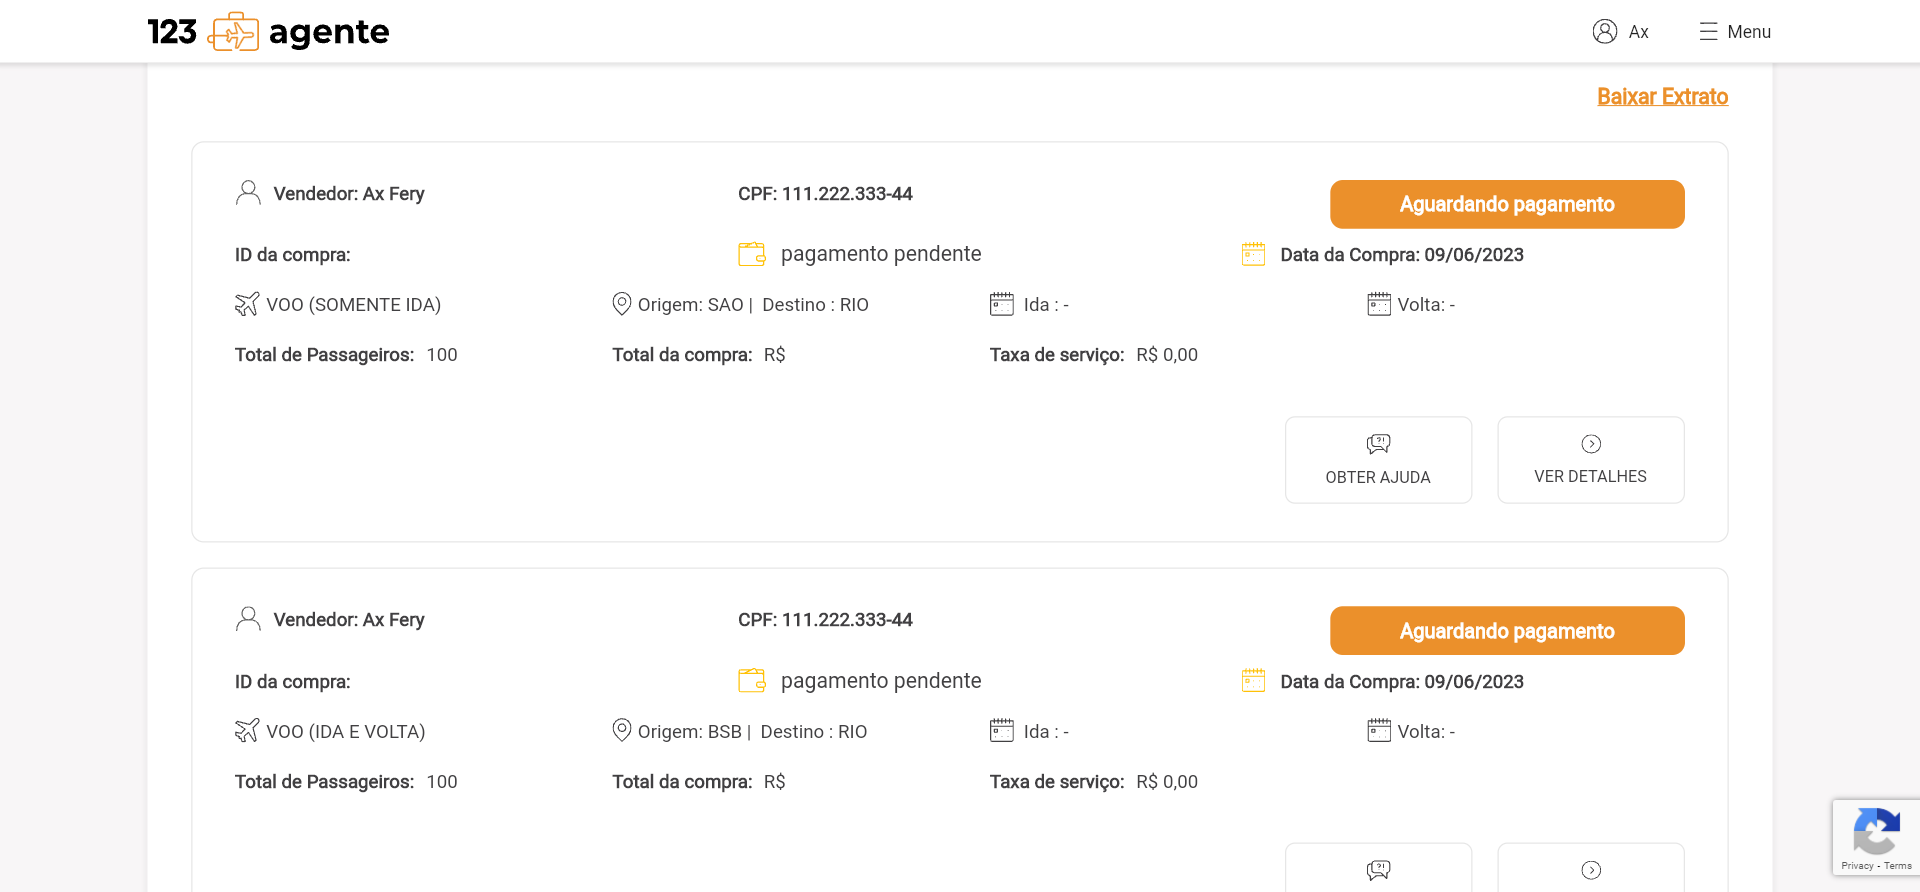 123 agente
Ax
Menu
Baixar Extrato
Vendedor: Ax Fery
CPF: 111.222.333-44
Aguardando pagamento
ID da compra:
pagamento pendente
Data da Compra: 09/06/2023
VOO (SOMENTE IDA)
Origem: SAO | Destino : RIO
Ida : -
Volta: -
Total de Passageiros: 100
Total da compra: R$
Taxa de serviço: R$ 0,00
OBTER AJUDA
VER DETALHES
Vendedor: Ax Fery
CPF: 111.222.333-44
Aguardando pagamento
ID da compra:
pagamento pendente
Data da Compra: 09/06/2023
VOO (IDA E VOLTA)
Origem: BSB | Destino : RIO
Ida : -
Volta: -
Total de Passageiros: 100
Total da compra: R$
Taxa de serviço: R$ 0,00
Privacy - Terms